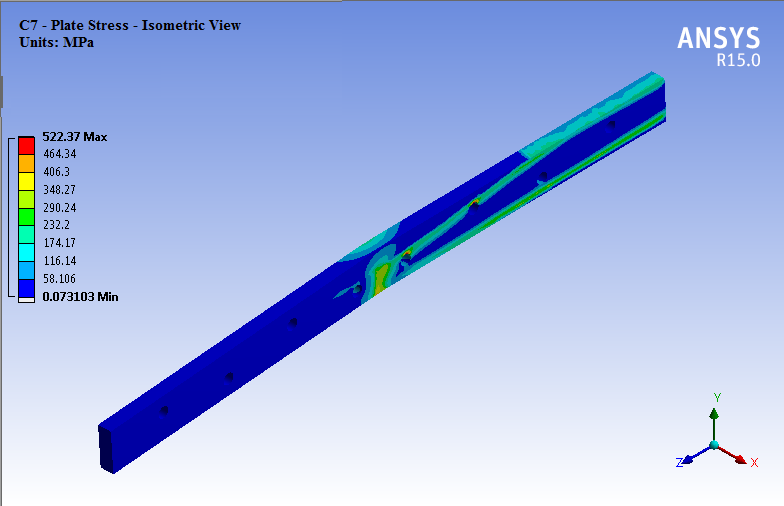 C7 - Plate Stress - Isometric View
Units: MPa
ANSYS
R15.0
522.37 Max
464.34
406.3
348.27
290.24
232.2
174.17
116.14
58.106
0.073103 Min
Y
Z
X